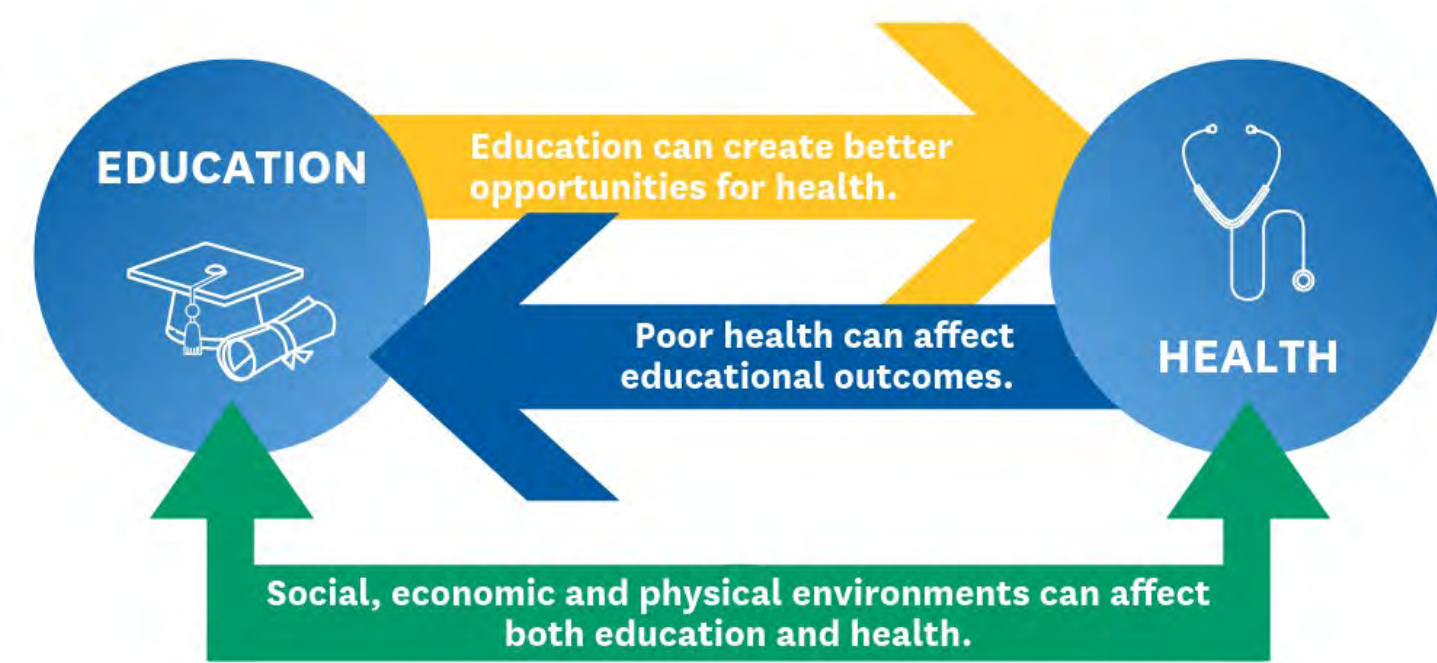 EDUCATION
Education can create better
opportunities for health.
Poor health can affect
educational outcomes.
HEALTH
Social, economic and physical environments can affect
both education and health.